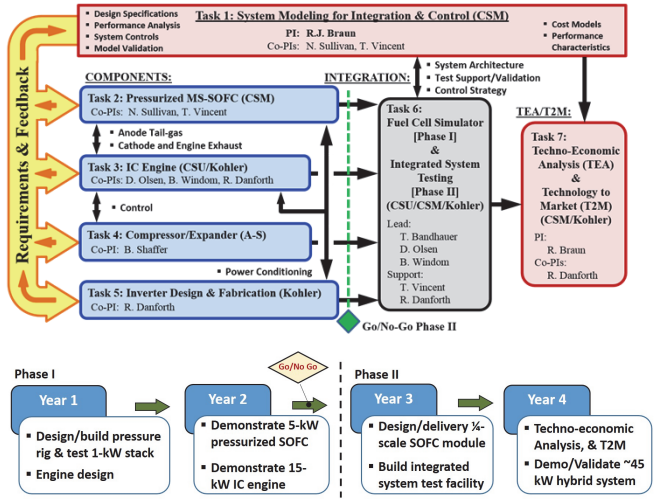 Task 1: System Modeling for Integration & Control (CSM)
PI: R.J. Braun
Co-PIs: N. Sullivan, T. Vincent
▪ Design Specifications
▪ Performance Analysis
▪ System Controls
▪ Model Validation
▪ Cost Models
▪ Performance
Characteristics
Requirements & Feedback
COMPONENTS:
INTEGRATION:
▪ System Architecture
▪ Test Support/Validation
▪ Control Strategy
TEA/T2M:
Task 2: Pressurized MS-SOFC (CSM)
Co-PIs: N. Sullivan, T. Vincent
▪ Anode Tail-gas
▪ Cathode and Engine Exhaust
Task 3: IC Engine (CSU/Kohler)
Co-PIs: D. Olsen, B. Windom, R. Danforth
▪ Control
Task 4: Compressor/Expander (A-S)
Co-PI: B. Shaffer
▪ Power Conditioning
Task 5: Inverter Design & Fabrication (Kohler)
Co-PI: R. Danforth
Task 6:
Fuel Cell Simulator
[Phase I]
&
Integrated System
Testing
[Phase II]
(CSU/CSM/Kohler)
Lead:
T. Bandhauer
D. Olsen
B. Windom
Support:
T. Vincent
R. Danforth
Task 7:
Techno-Economic
Analysis (TEA)
&
Technology to
Market (T2M)
(CSM/Kohler)
PI:
R. Braun
Co-PIs:
R. Danforth
Go/No-Go Phase II
Phase I
Go/No Go
Phase II
Year 1
• Design/build pressure
rig & test 1-kW stack
• Engine design
Year 2
• Demonstrate 5-kW
pressurized SOFC
• Demonstrate 15-
kW IC engine
Year 3
• Design/delivery ¼-
scale SOFC module
• Build integrated
system test facility
Year 4
• Techno-economic
Analysis, & T2M
• Demo/Validate ~45
kW hybrid system